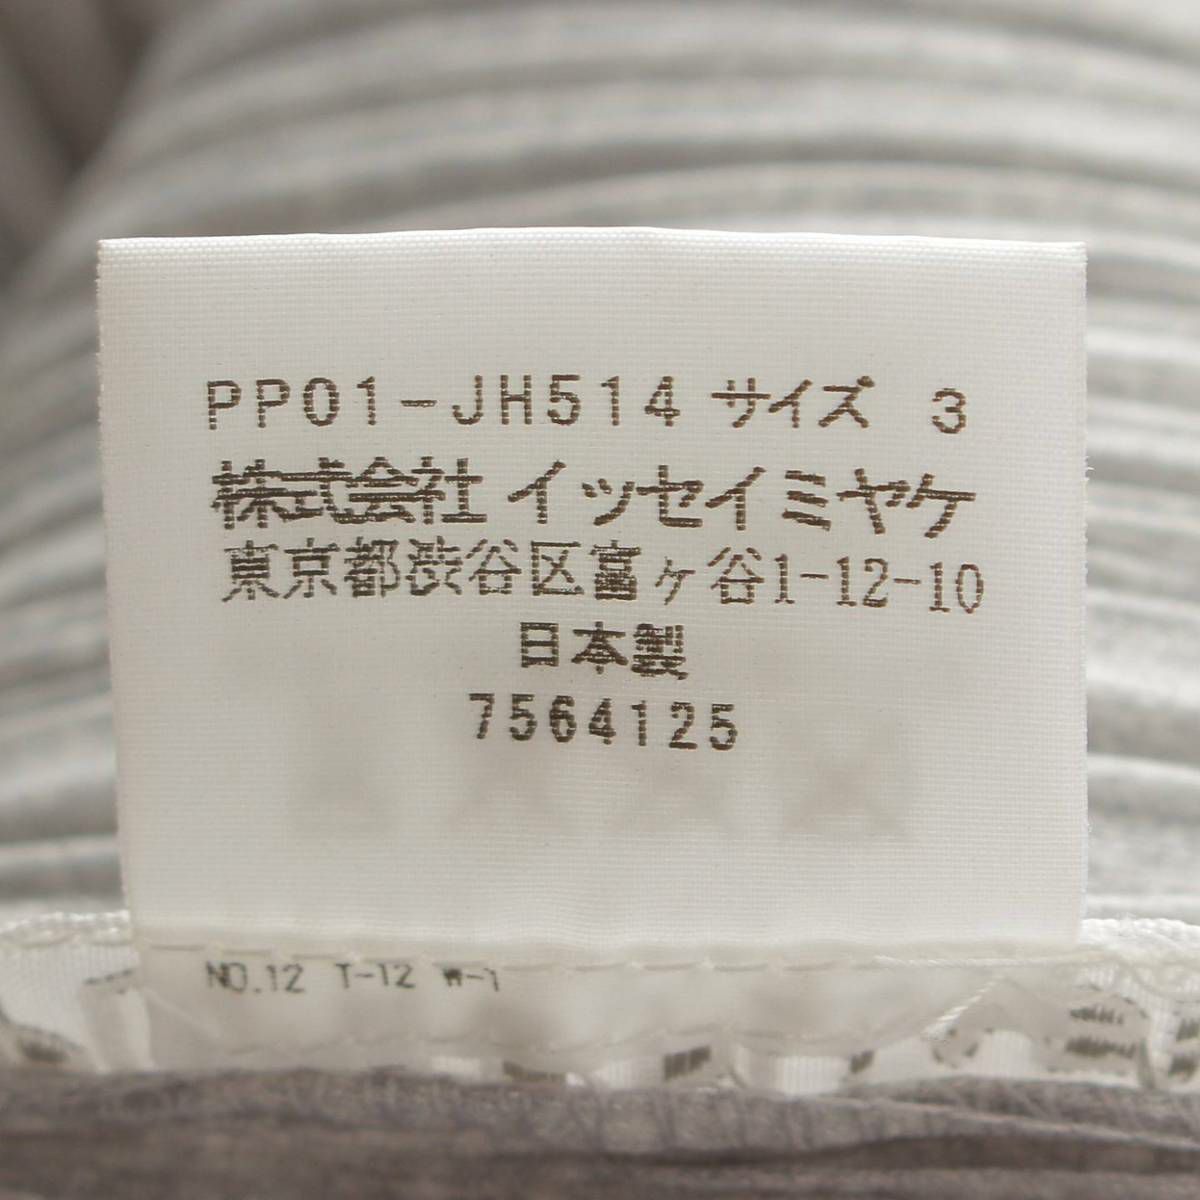 PP01-JH514 サイズ 3
株式会社 イッセイミヤケ
東京都渋谷区富ヶ谷1-12-10
日本製
7564125
NO.12 T-12 W-1